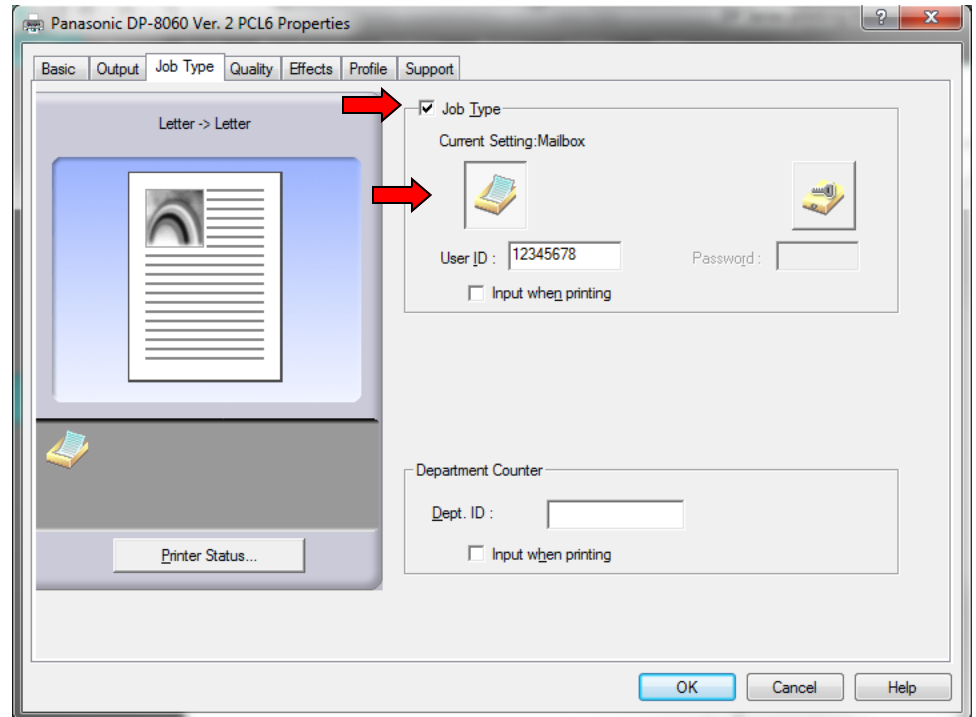 Panasonic DP-8060 Ver. 2 PCL6 Properties
Basic Output Job Type Quality Effects Profile Support
Letter -> Letter
Job Type
Current Setting:Mailbox
User ID : 12345678 Password :
Input when printing
Department Counter
Dept. ID :
Input when printing
Printer Status...
OK Cancel Help